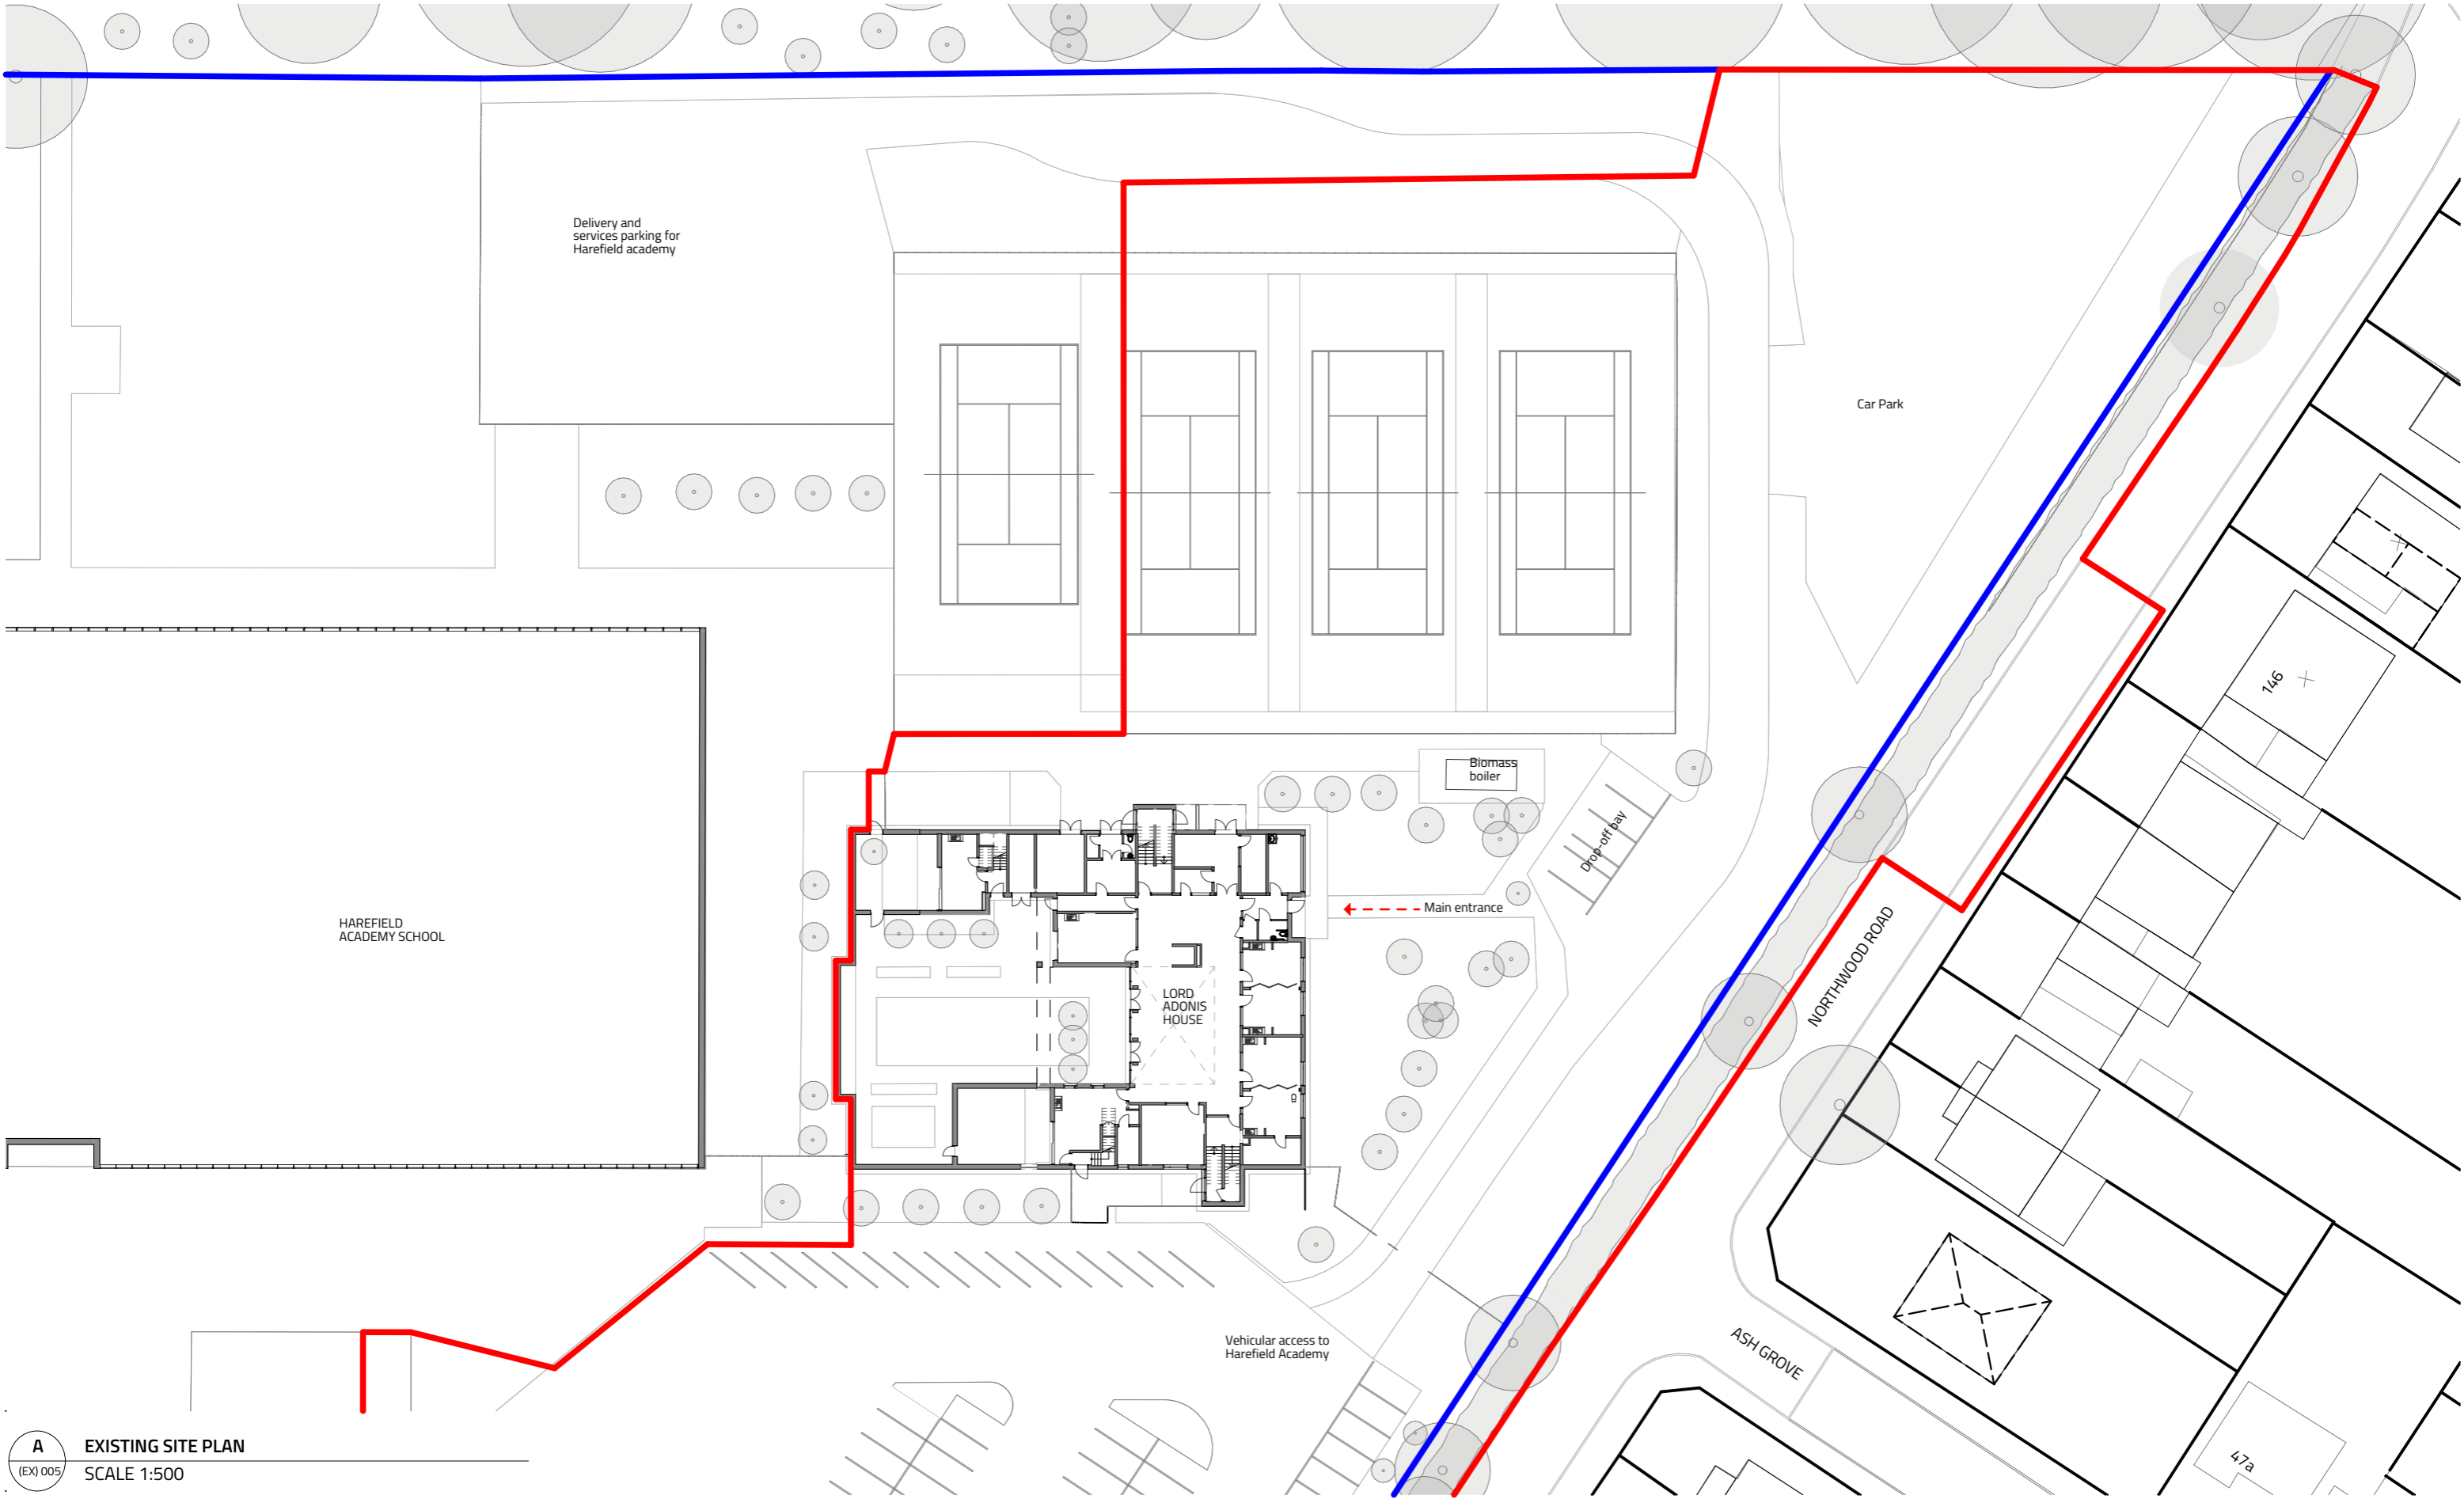 Delivery and
services parking for
Harefield academy
Car Park
146
Biomass
boiler
Drop-off bay
Main entrance
HAREFIELD
ACADEMY SCHOOL
NORTHWOOD ROAD
LORD
ADONIS
HOUSE
Vehicular access to
Harefield Academy
ASH GROVE
47a
A
(EX) 005
EXISTING SITE PLAN
SCALE 1:500